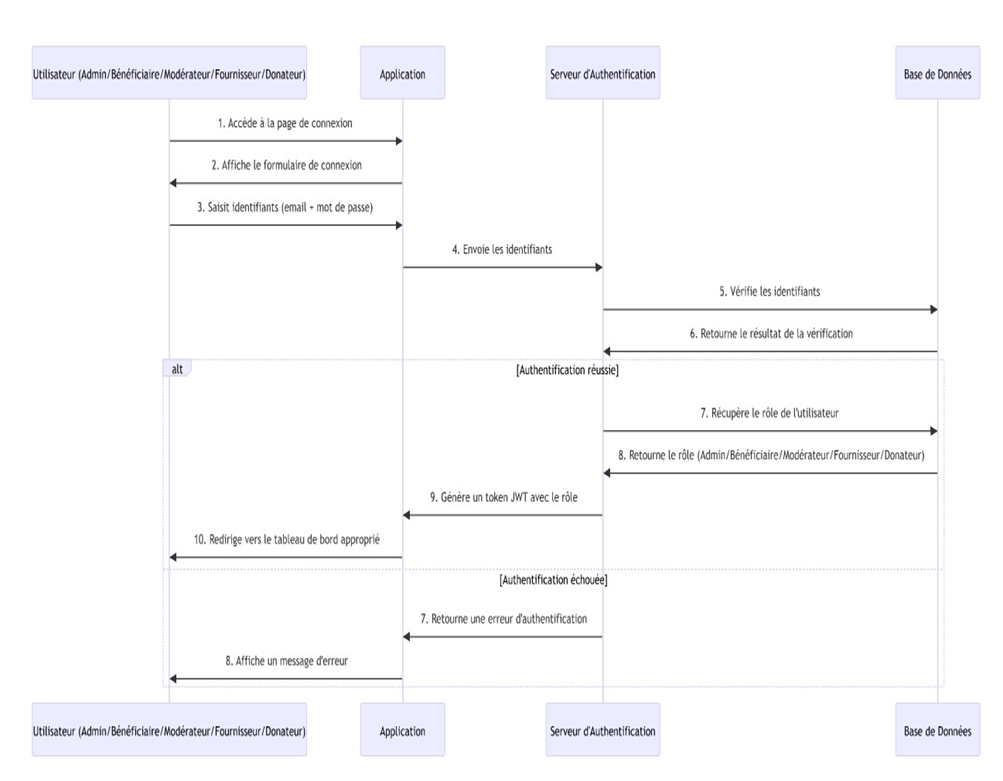 Utilisateur (Admin/Bénéficiaire/Modérateur/Fournisseur/Donateur)
Application
Serveur d'Authentification
Base de Données
1. Accède à la page de connexion
2. Affiche le formulaire de connexion
3. Saisit identifiants (email + mot de passe)
4. Envoie les identifiants
5. Vérifie les identifiants
6. Retourne le résultat de la vérification
alt
[Authentification réussie]
7. Récupère le rôle de l'utilisateur
8. Retourne le rôle (Admin/Bénéficiaire/Modérateur/Fournisseur/Donateur)
9. Génère un token JWT avec le rôle
10. Redirige vers le tableau de bord approprié
[Authentification échouée]
7. Retourne une erreur d'authentification
8. Affiche un message d'erreur
Utilisateur (Admin/Bénéficiaire/Modérateur/Fournisseur/Donateur)
Application
Serveur d'Authentification
Base de Données